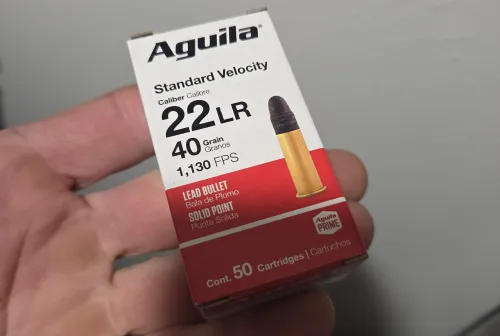 Aguila
Standard Velocity
Caliber Calibre
22 LR
40 Grain Granos
1,130 FPS
LEAD BULLET
Bala de Plomo
SOLID POINT
Punta Solida
Aguila
PRIME
Cont. 50 Cartridges | Cartuchos